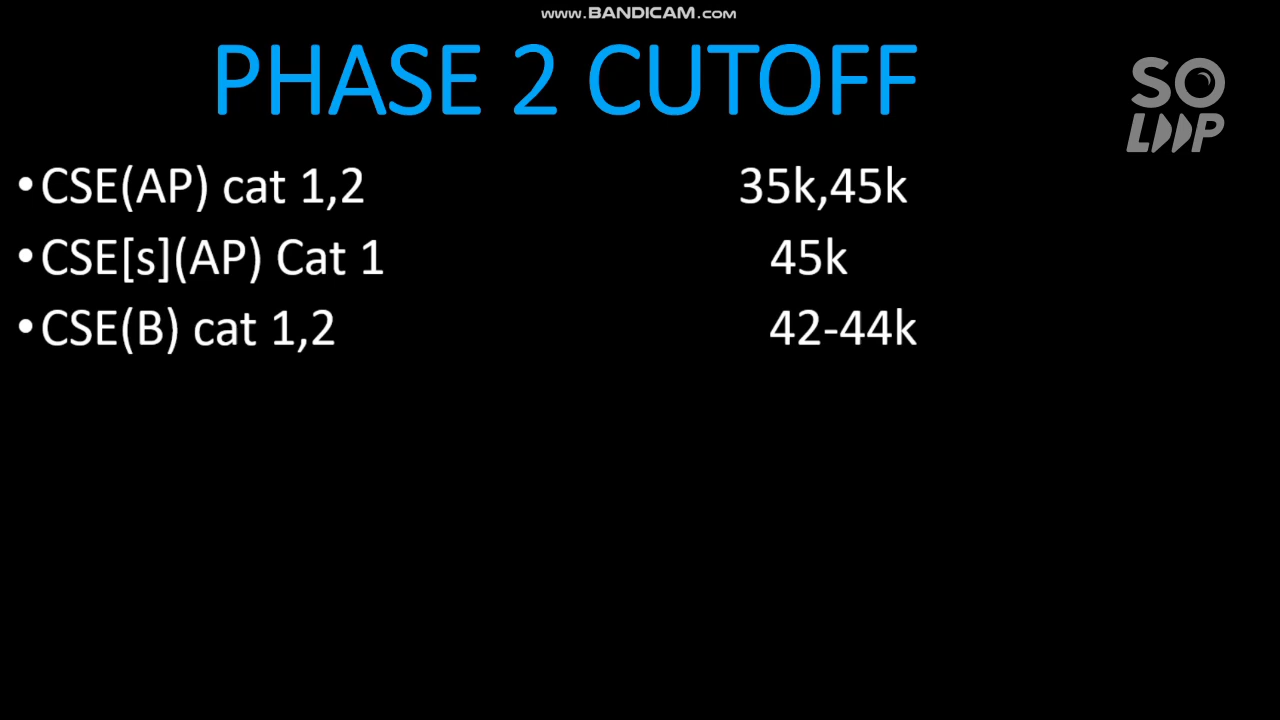 www.BANDICAM.com
PHASE 2 CUTOFF
SO
LOOP
•CSE(AP) cat 1,2 35k,45k
•CSE[s](AP) Cat 1 45k
•CSE(B) cat 1,2 42-44k